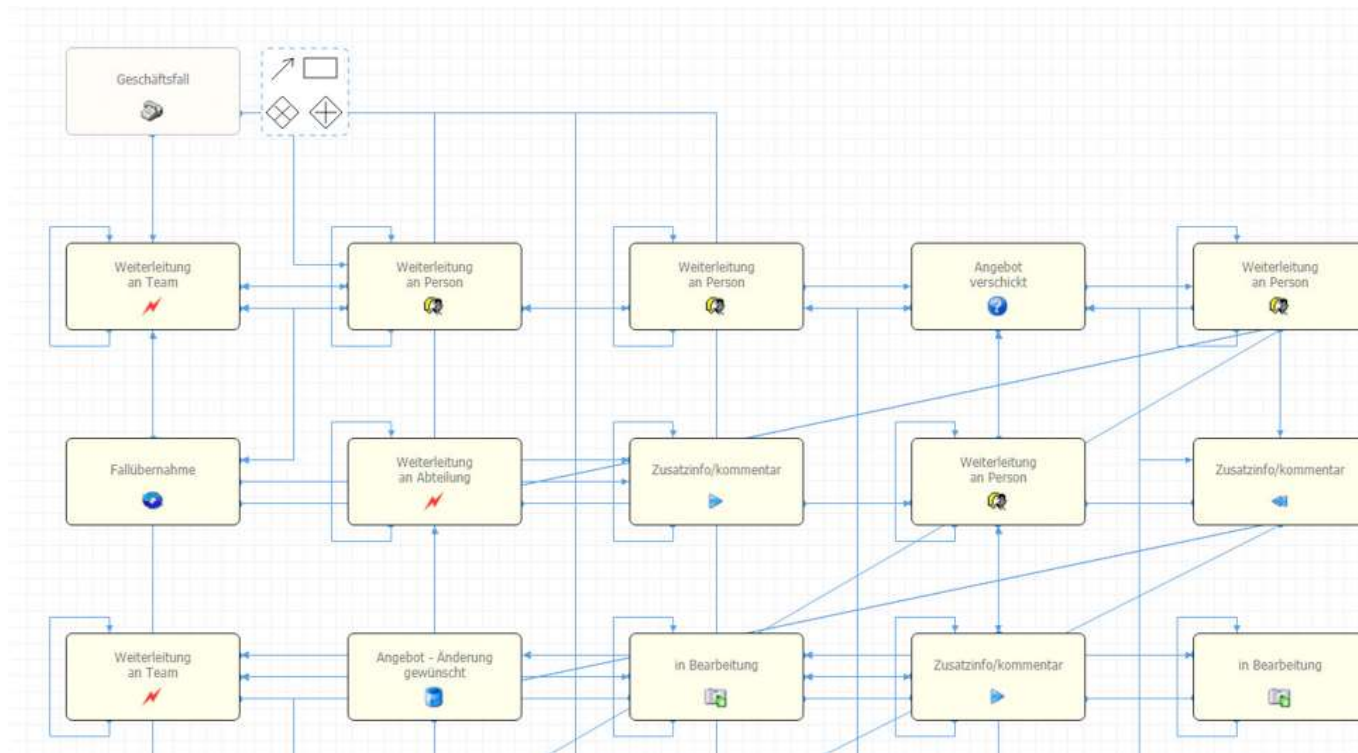 Geschäftsfall
Weiterleitung
an Team
Weiterleitung
an Person
Weiterleitung
an Person
Angebot
verschickt
Weiterleitung
an Person
Fallübernahme
Weiterleitung
an Abteilung
Zusatzinfo/kommentar
Weiterleitung
an Person
Zusatzinfo/kommentar
Weiterleitung
an Team
Angebot - Änderung
gewünscht
in Bearbeitung
Zusatzinfo/kommentar
in Bearbeitung